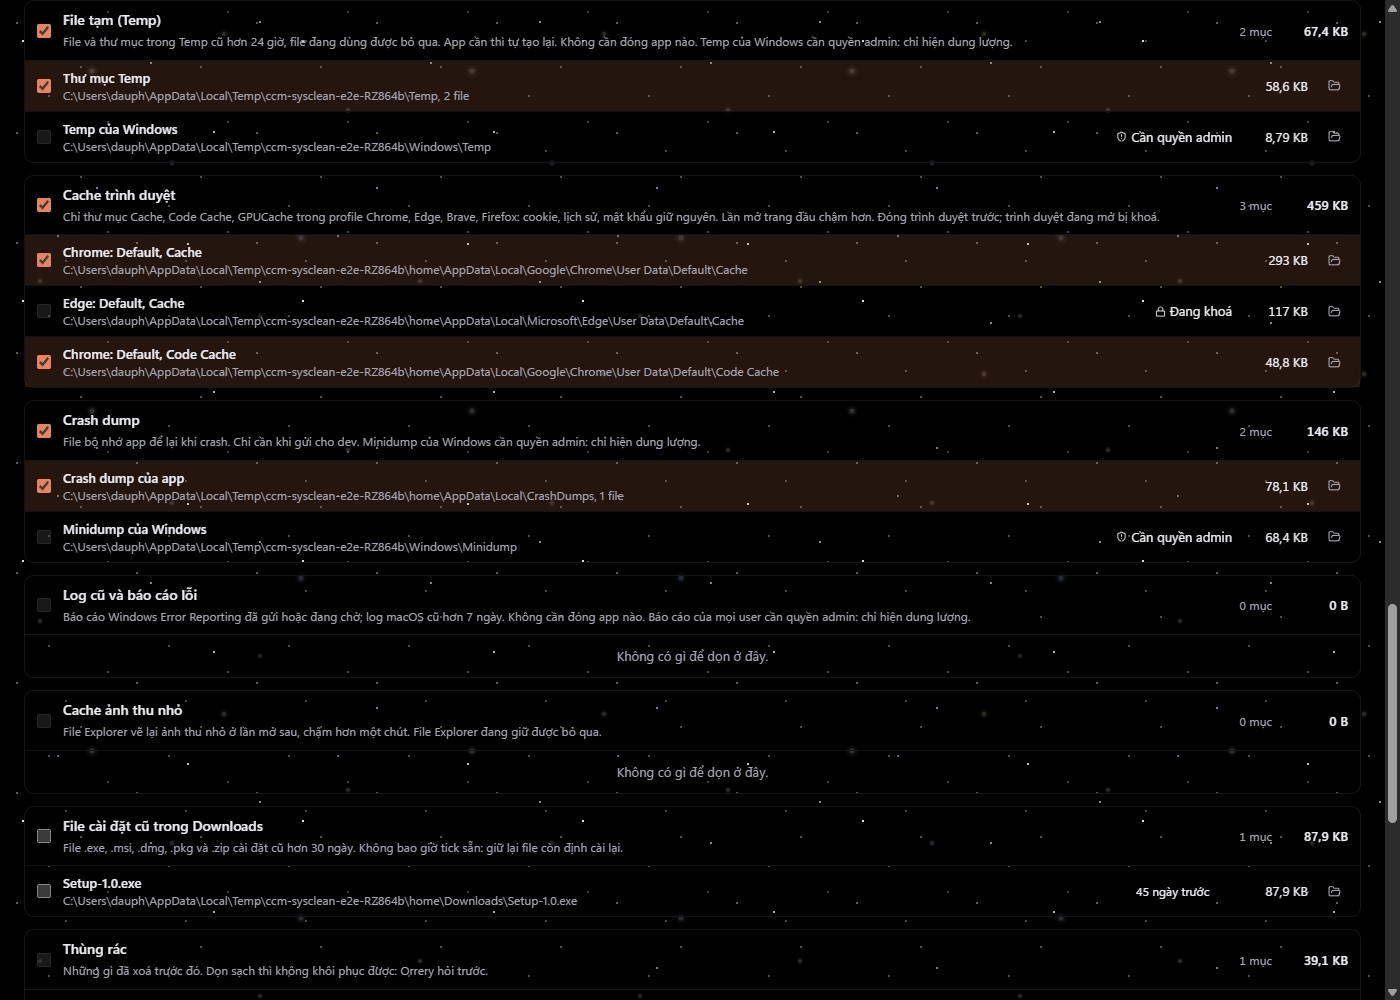 File tạm (Temp)
File và thư mục trong Temp cũ hơn 24 giờ, file đang dùng được bỏ qua. App cần thì tự tạo lại. Không cần đóng app nào. Temp của Windows cần quyền admin: chỉ hiện dung lượng.
2 mục
67,4 KB
Thư mục Temp
C:\Users\dauph\AppData\Local\Temp\ccm-sysclean-e2e-RZ864b\Temp, 2 file
58,6 KB
Temp của Windows
C:\Users\dauph\AppData\Local\Temp\ccm-sysclean-e2e-RZ864b\Windows\Temp
Cần quyền admin
8,79 KB
Cache trình duyệt
Chỉ thư mục Cache, Code Cache, GPUCache trong profile Chrome, Edge, Brave, Firefox: cookie, lịch sử, mật khẩu giữ nguyên. Lần mở trang đầu chậm hơn. Đóng trình duyệt trước; trình duyệt đang mở bị khoá.
3 mục
459 KB
Chrome: Default, Cache
C:\Users\dauph\AppData\Local\Temp\ccm-sysclean-e2e-RZ864b\home\AppData\Local\Google\Chrome\User Data\Default\Cache
293 KB
Edge: Default, Cache
C:\Users\dauph\AppData\Local\Temp\ccm-sysclean-e2e-RZ864b\home\AppData\Local\Microsoft\Edge\User Data\Default\Cache
Đang khoá
117 KB
Chrome: Default, Code Cache
C:\Users\dauph\AppData\Local\Temp\ccm-sysclean-e2e-RZ864b\home\AppData\Local\Google\Chrome\User Data\Default\Code Cache
48,8 KB
Crash dump
File bộ nhớ app để lại khi crash. Chỉ cần khi gửi cho dev. Minidump của Windows cần quyền admin: chỉ hiện dung lượng.
2 mục
146 KB
Crash dump của app
C:\Users\dauph\AppData\Local\Temp\ccm-sysclean-e2e-RZ864b\home\AppData\Local\CrashDumps, 1 file
78,1 KB
Minidump của Windows
C:\Users\dauph\AppData\Local\Temp\ccm-sysclean-e2e-RZ864b\Windows\Minidump
Cần quyền admin
68,4 KB
Log cũ và báo cáo lỗi
Báo cáo Windows Error Reporting đã gửi hoặc đang chờ; log macOS cũ hơn 7 ngày. Không cần đóng app nào. Báo cáo của mọi user cần quyền admin: chỉ hiện dung lượng.
0 mục
0 B
Không có gì để dọn ở đây.
Cache ảnh thu nhỏ
File Explorer vẽ lại ảnh thu nhỏ ở lần mở sau, chậm hơn một chút. File Explorer đang giữ được bỏ qua.
0 mục
0 B
Không có gì để dọn ở đây.
File cài đặt cũ trong Downloads
File .exe, .msi, .dmg, .pkg và .zip cài đặt cũ hơn 30 ngày. Không bao giờ tick sẵn: giữ lại file còn định cài lại.
1 mục
87,9 KB
Setup-1.0.exe
C:\Users\dauph\AppData\Local\Temp\ccm-sysclean-e2e-RZ864b\home\Downloads\Setup-1.0.exe
45 ngày trước
87,9 KB
Thùng rác
Những gì đã xoá trước đó. Dọn sạch thì không khôi phục được: Orrery hỏi trước.
1 mục
39,1 KB